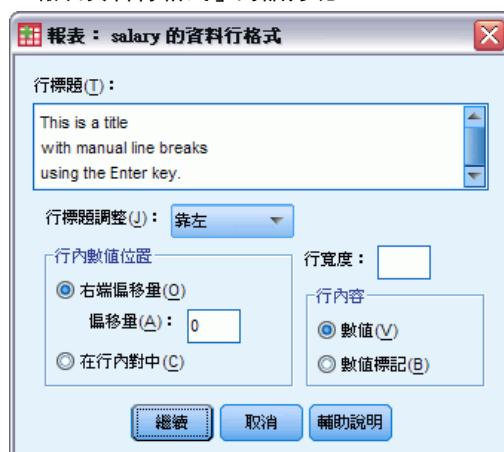 報表： salary 的資料行格式
行標題(T)：
This is a title
with manual line breaks
using the Enter key.
行標題調整(J)： 靠左
行內數值位置
行寬度：
右端偏移量(O)
偏移量(A)： 0
在行內對中(C)
行內容
數值(V)
數值標記(B)
繼續 取消 輔助說明